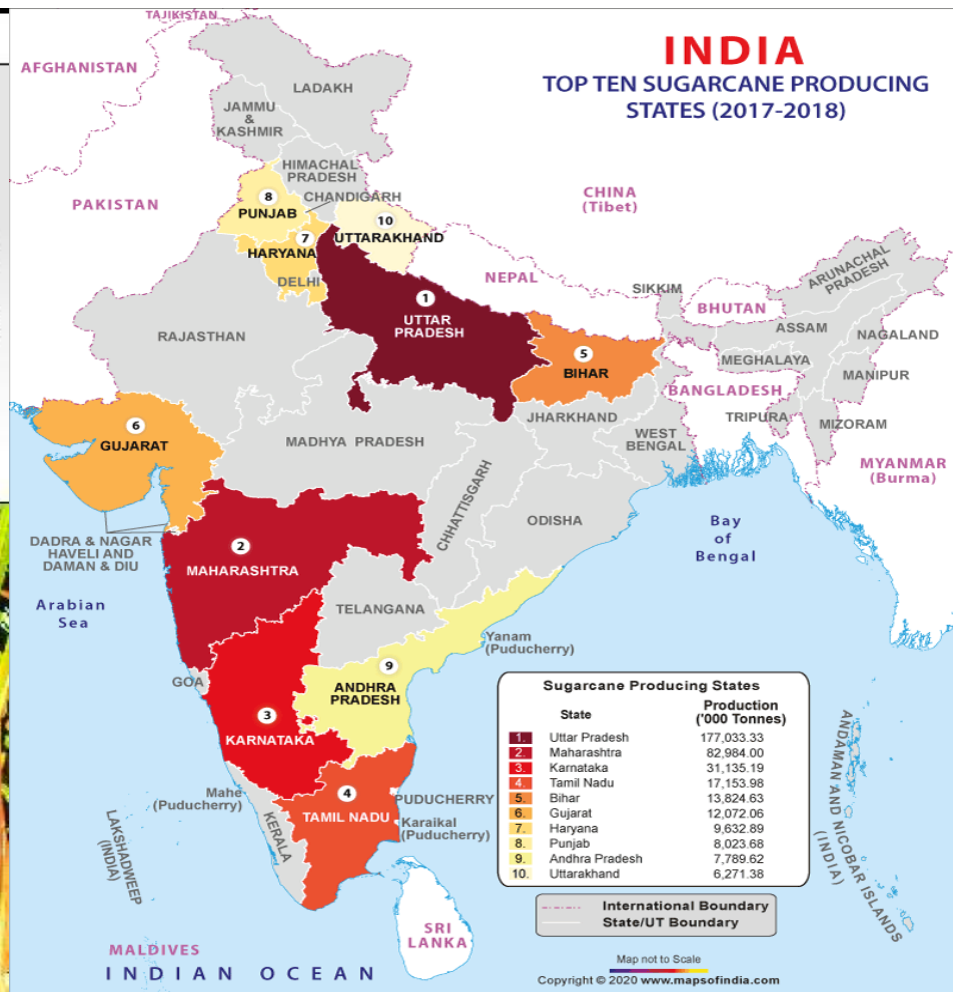 INDIA
TOP TEN SUGARCANE PRODUCING
STATES (2017-2018)
TAJIKISTAN
AFGHANISTAN
LADAKH
JAMMU
&
KASHMIR
HIMACHAL
PRADESH
CHINA
(Tibet)
PAKISTAN
CHANDIGARH
8
PUNJAB
10
UTTARAKHAND
7
HARYANA
DELHI
NEPAL
SIKKIM
BHUTAN
ARUNACHAL
PRADESH
1
UTTAR
PRADESH
RAJASTHAN
ASSAM
NAGALAND
MEGHALAYA
MANIPUR
5
BIHAR
BANGLADESH
TRIPURA
MIZORAM
JHARKHAND
WEST
BENGAL
6
GUJARAT
MADHYA PRADESH
MYANMAR
(Burma)
CHHATTISGARH
ODISHA
Bay
of
Bengal
DADRA & NAGAR
HAVELI AND
DAMAN & DIU
2
MAHARASHTRA
Arabian
Sea
TELANGANA
Yanam
(Puducherry)
GOA
9
ANDHRA
PRADESH
3
KARNATAKA
Mahe
(Puducherry)
4
TAMIL NADU
PUDUCHERRY
Karaikal
(Puducherry)
KERALA
LAKSHADWEEP
(INDIA)
ANDAMAN AND NICOBAR ISLANDS
(INDIA)
SRI
LANKA
MALDIVES
INDIAN OCEAN
Sugarcane Producing States
State Production
('000 Tonnes)
1. Uttar Pradesh 177,033.33
2. Maharashtra 82,984.00
3. Karnataka 31,135.19
4. Tamil Nadu 17,153.98
5. Bihar 13,824.63
6. Gujarat 12,072.06
7. Haryana 9,632.89
8. Punjab 8,023.68
9. Andhra Pradesh 7,789.62
10. Uttarakhand 6,271.38
International Boundary
State/UT Boundary
Map not to Scale
Copyright © 2020 www.mapsofindia.com